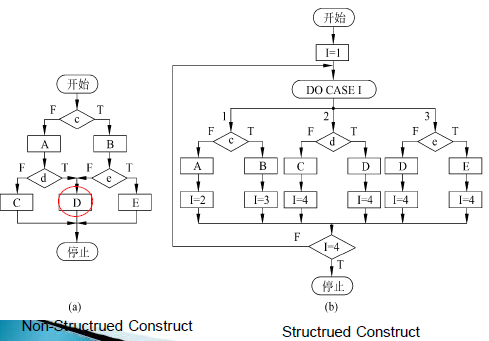 开始
F c T
A B
F d T F e T
C D E
停止
(a)
Non-Structrued Construct
开始
I=1
DO CASE I
1 2 3
F c T F d T F e T
A B C D D E
I=2 I=3 I=4 I=4 I=4 I=4
F I=4
T
停止
(b)
Structrued Construct